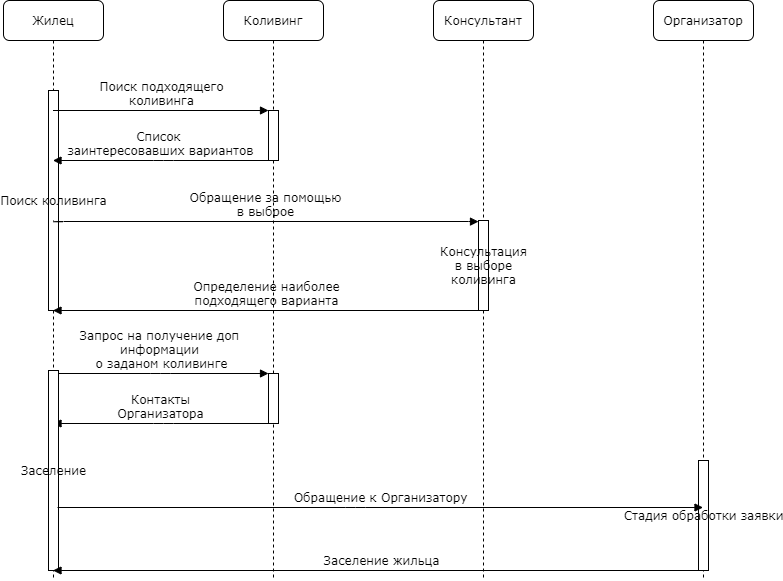 Жилец
Коливинг
Консультант
Организатор
Поиск подходящего
коливинга
Список
заинтересовавших вариантов
Поиск коливинга
Обращение за помощью
в выброе
Консультация
в выборе
коливинга
Определение наиболее
подходящего варианта
Запрос на получение доп
информации
о заданом коливинге
Контакты
Организатора
Заселение
Обращение к Организатору
Стадия обработки заявки
Заселение жильца